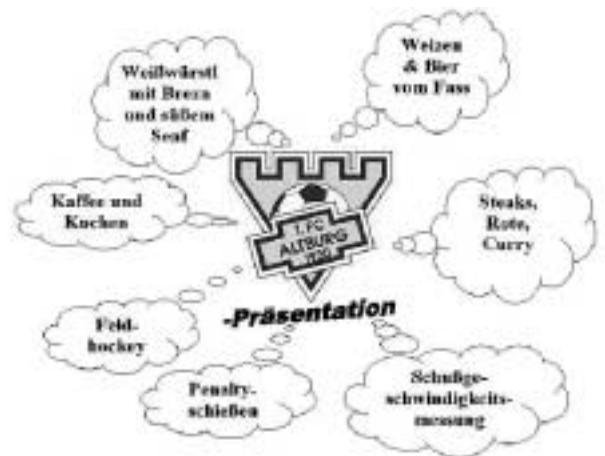 Weißwürstl
mit Brezn
und süßem
Senf
Weizen
& Bier
vom Fass
Kaffee und
Kuchen
1. FC
ALTBURG
Steaks,
Rote,
Curry
-Präsentation
Feld-
hockey
Penalty-
schießen
Schußge-
schwindigkeits-
messung